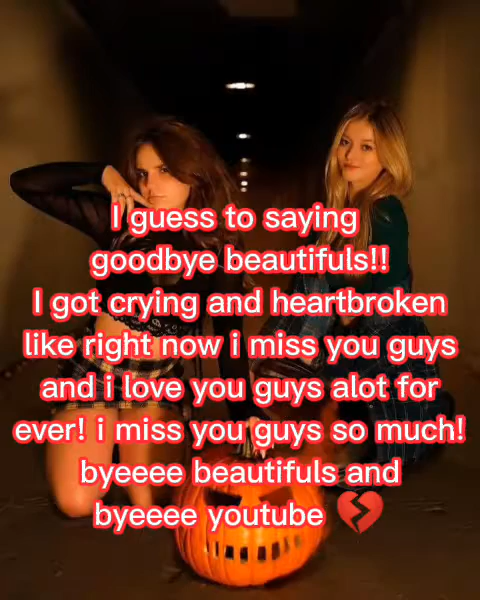 I guess to saying
goodbye beautifuls!!
I got crying and heartbroken
like right now i miss you guys
and i love you guys alot for
ever! i miss you guys so much!
byeeee beautifuls and
byeeee youtube 💔